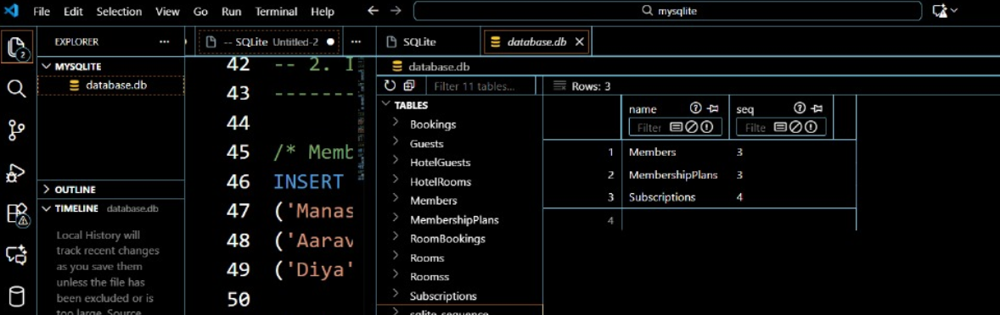 File Edit Selection View Go Run Terminal Help
mysqlite
EXPLORER
MYSQLITE
database.db
OUTLINE
TIMELINE database.db
Local History will
track recent changes
as you save them
unless the file has
been excluded or is
too large. Source
2
-- SQLite Untitled-2
42 -- 2. I
43 --------
44
45 /* Memb
46 INSERT
47 ('Manas
48 ('Aarav
49 ('Diya'
50
SQLite
database.db
database.db
Filter 11 tables...
Rows: 3
TABLES
Bookings
Guests
HotelGuests
HotelRooms
Members
MembershipPlans
RoomBookings
Rooms
Roomss
Subscriptions
sqlite_sequence
name seq
Filter Filte
1 Members 3
2 MembershipPlans 3
3 Subscriptions 4
4